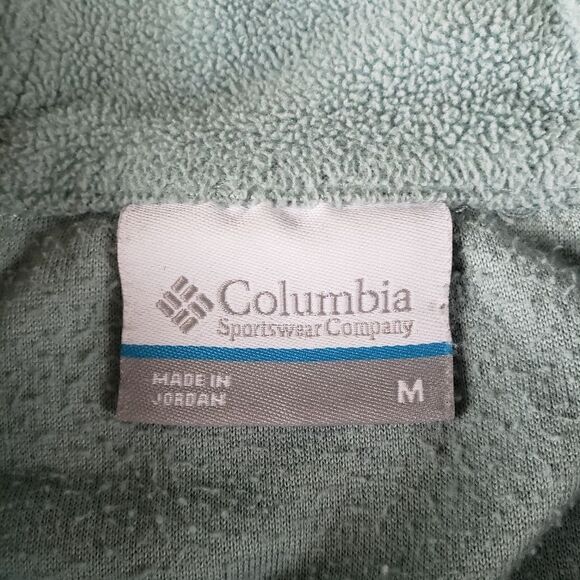 Columbia
Sportswear Company
MADE IN
JORDAN
M